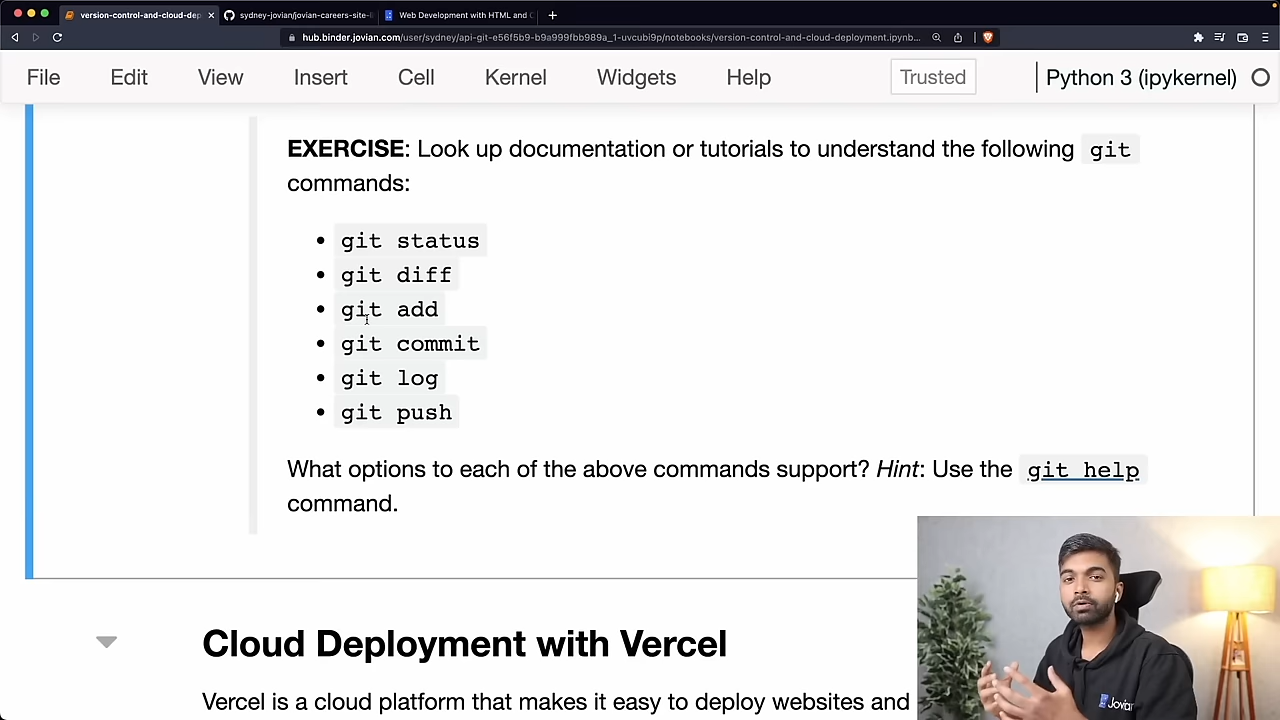 version-control-and-cloud-dep
sydney-jovian/jovian-careers-site-
Web Development with HTML and
hub.binder.jovian.com/user/sydney/api-git-e56f5b9-b9a999fbb989a_1-uvcubi9p/notebooks/version-control-and-cloud-deployment.ipynb...
File Edit View Insert Cell Kernel Widgets Help Trusted Python 3 (ipykernel)
EXERCISE: Look up documentation or tutorials to understand the following git
commands:
• git status
• git diff
• git add
• git commit
• git log
• git push
What options to each of the above commands support? Hint: Use the git help
command.
Cloud Deployment with Vercel
Vercel is a cloud platform that makes it easy to deploy websites and
Jovian